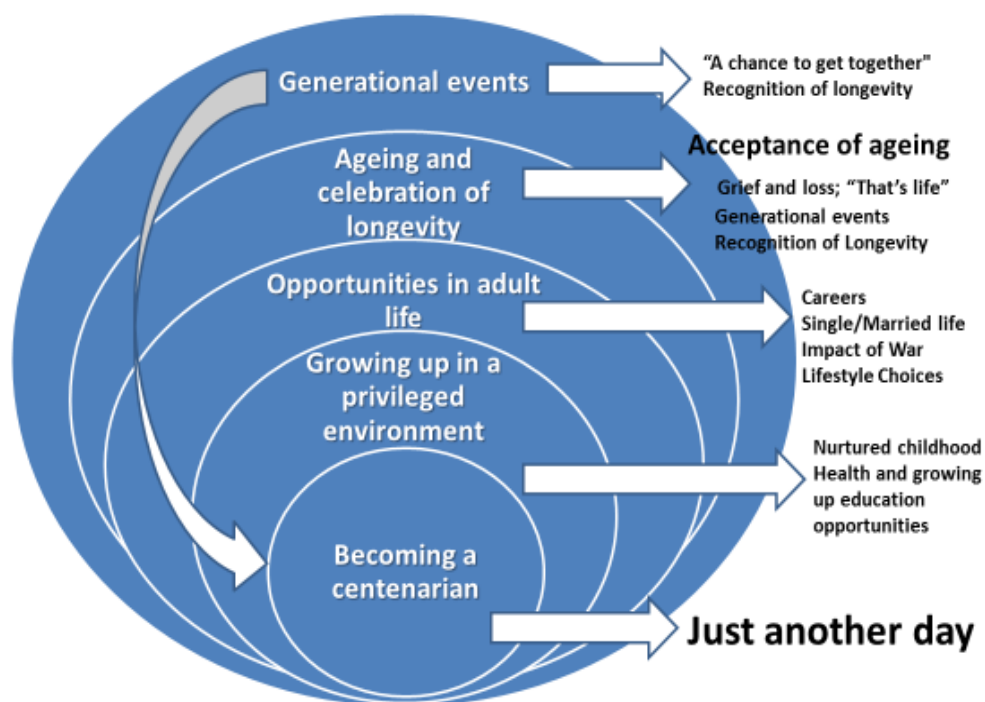 Generational events
"A chance to get together"
Recognition of longevity
Ageing and
celebration of
longevity
Acceptance of ageing
Grief and loss; "That's life"
Generational events
Recognition of Longevity
Opportunities in adult
life
Careers
Single/Married life
Impact of War
Lifestyle Choices
Growing up in a
privileged
environment
Nurtured childhood
Health and growing
up education
opportunities
Becoming a
centenarian
Just another day